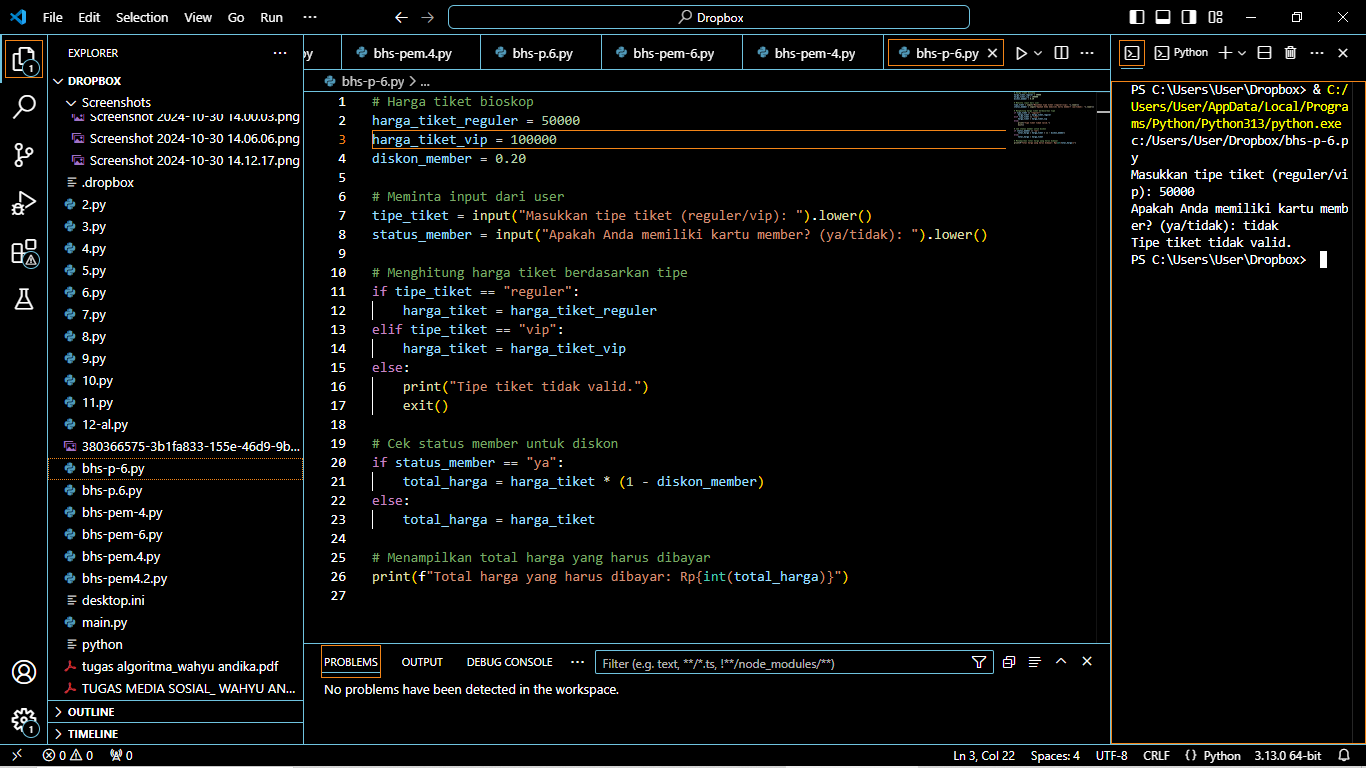 File Edit Selection View Go Run ··· Dropbox
EXPLORER ···
DROPBOX
Screenshots
Screenshot 2024-10-30 14.00.03.png
Screenshot 2024-10-30 14.06.06.png
Screenshot 2024-10-30 14.12.17.png
.dropbox
2.py
3.py
4.py
5.py
6.py
7.py
8.py
9.py
10.py
11.py
12-al.py
380366575-3b1fa833-155e-46d9-9b...
bhs-p-6.py
bhs-p.6.py
bhs-pem-4.py
bhs-pem-6.py
bhs-pem.4.py
bhs-pem4.2.py
desktop.ini
main.py
python
tugas algoritma_wahyu andika.pdf
TUGAS MEDIA SOSIAL_ WAHYU AN...
OUTLINE
TIMELINE
py bhs-pem.4.py bhs-p.6.py bhs-pem-6.py bhs-pem-4.py bhs-p-6.py
bhs-p-6.py > ...
1 # Harga tiket bioskop
2 harga_tiket_reguler = 50000
3 harga_tiket_vip = 100000
4 diskon_member = 0.20
5
6 # Meminta input dari user
7 tipe_tiket = input("Masukkan tipe tiket (reguler/vip): ").lower()
8 status_member = input("Apakah Anda memiliki kartu member? (ya/tidak): ").lower()
9
10 # Menghitung harga tiket berdasarkan tipe
11 if tipe_tiket == "reguler":
12 harga_tiket = harga_tiket_reguler
13 elif tipe_tiket == "vip":
14 harga_tiket = harga_tiket_vip
15 else:
16 print("Tipe tiket tidak valid.")
17 exit()
18
19 # Cek status member untuk diskon
20 if status_member == "ya":
21 total_harga = harga_tiket * (1 - diskon_member)
22 else:
23 total_harga = harga_tiket
24
25 # Menampilkan total harga yang harus dibayar
26 print(f"Total harga yang harus dibayar: Rp{int(total_harga)}")
27
PROBLEMS OUTPUT DEBUG CONSOLE ··· Filter (e.g. text, **/*.ts, !**/node_modules/**)
No problems have been detected in the workspace.
Python
PS C:\Users\User\Dropbox> & C:/
Users/User/AppData/Local/Progra
ms/Python/Python313/python.exe
c:/Users/User/Dropbox/bhs-p-6.p
y
Masukkan tipe tiket (reguler/vi
p): 50000
Apakah Anda memiliki kartu memb
er? (ya/tidak): tidak
Tipe tiket tidak valid.
PS C:\Users\User\Dropbox>
0 0 0 Ln 3, Col 22 Spaces: 4 UTF-8 CRLF {} Python 3.13.0 64-bit
1
1